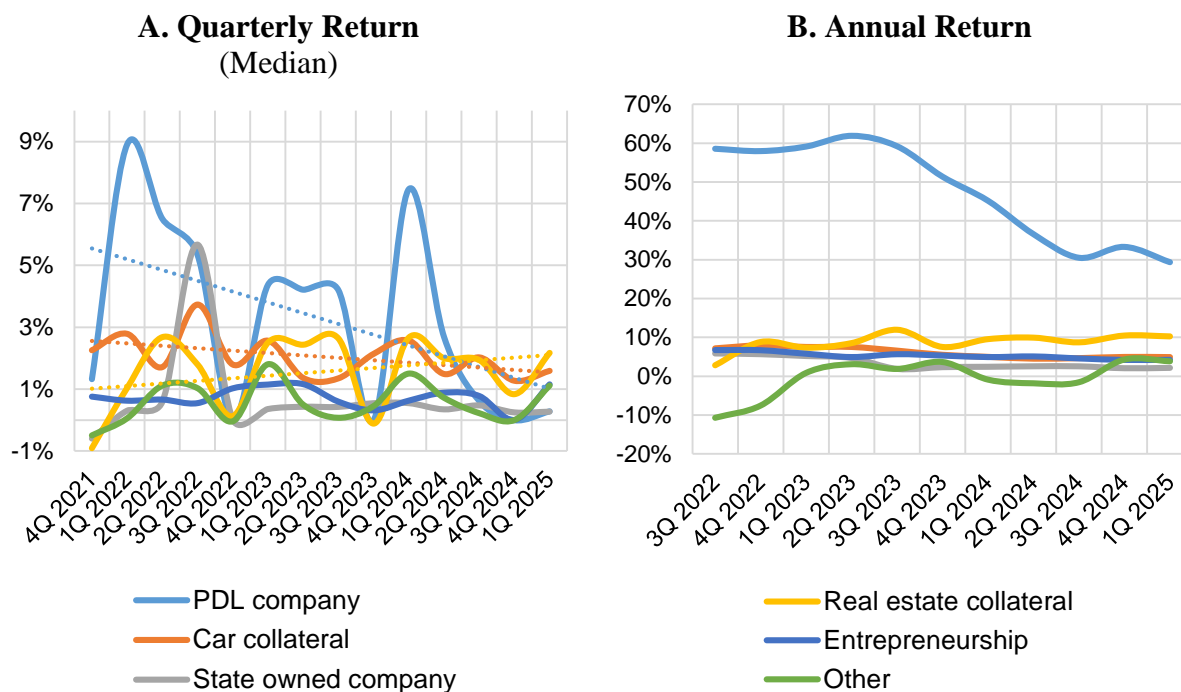 A. Quarterly Return
(Median)
9%
7%
5%
3%
1%
-1%
4Q 2021
1Q 2022
2Q 2022
3Q 2022
4Q 2022
1Q 2023
2Q 2023
3Q 2023
4Q 2023
1Q 2024
2Q 2024
3Q 2024
4Q 2024
1Q 2025
B. Annual Return
70%
60%
50%
40%
30%
20%
10%
0%
-10%
-20%
3Q 2022
4Q 2022
1Q 2023
2Q 2023
3Q 2023
4Q 2023
1Q 2024
2Q 2024
3Q 2024
4Q 2024
1Q 2025
PDL company
Car collateral
State owned company
Real estate collateral
Entrepreneurship
Other